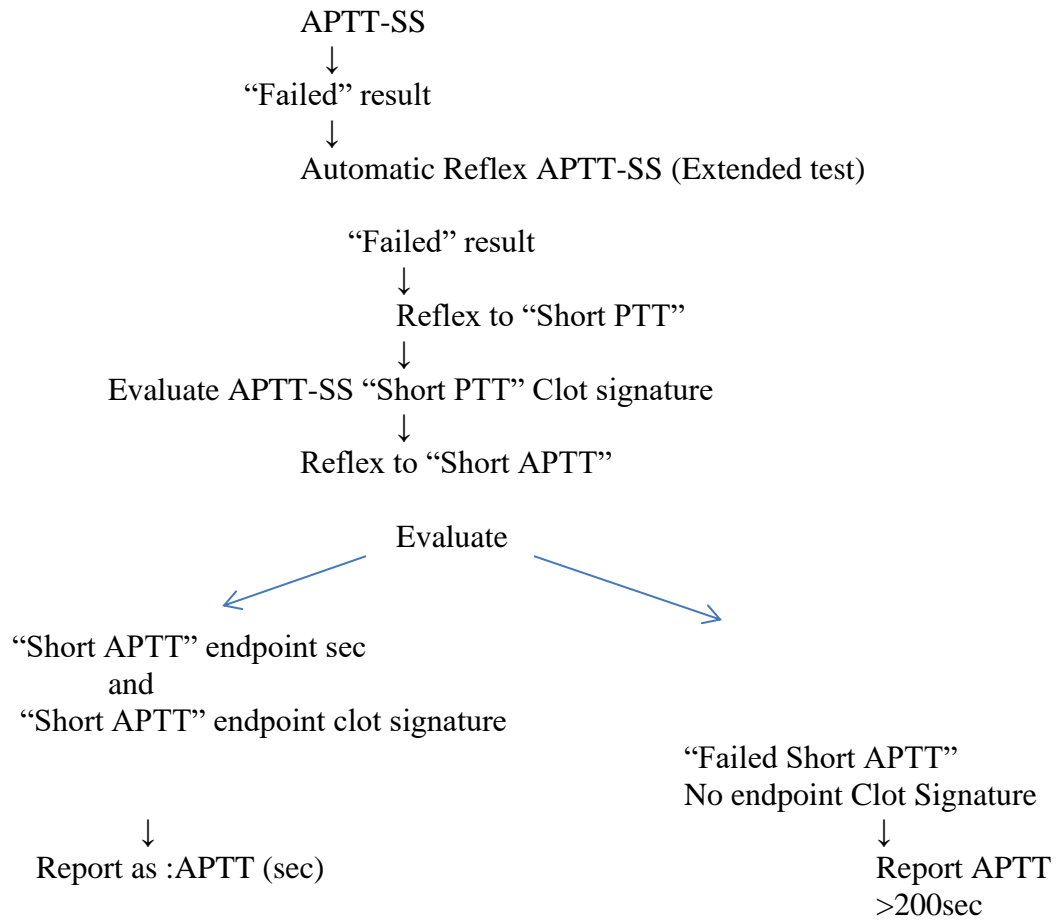 APTT-SS
↓
“Failed” result
↓
Automatic Reflex APTT-SS (Extended test)
“Failed” result
↓
Reflex to “Short PTT”
↓
Evaluate APTT-SS “Short PTT” Clot signature
↓
Reflex to “Short APTT”
Evaluate
“Short APTT” endpoint sec
and
“Short APTT” endpoint clot signature
↓
Report as :APTT (sec)
“Failed Short APTT”
No endpoint Clot Signature
↓
Report APTT
>200sec